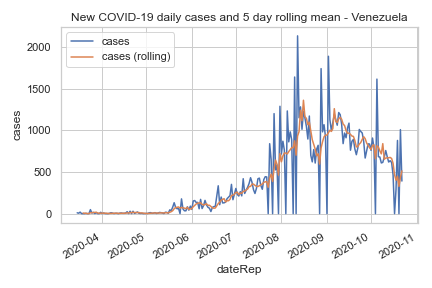 New COVID-19 daily cases and 5 day rolling mean - Venezuela
cases
cases (rolling)
2000
1500
1000
500
0
cases
2020-04
2020-05
2020-06
2020-07
2020-08
2020-09
2020-10
2020-11
dateRep